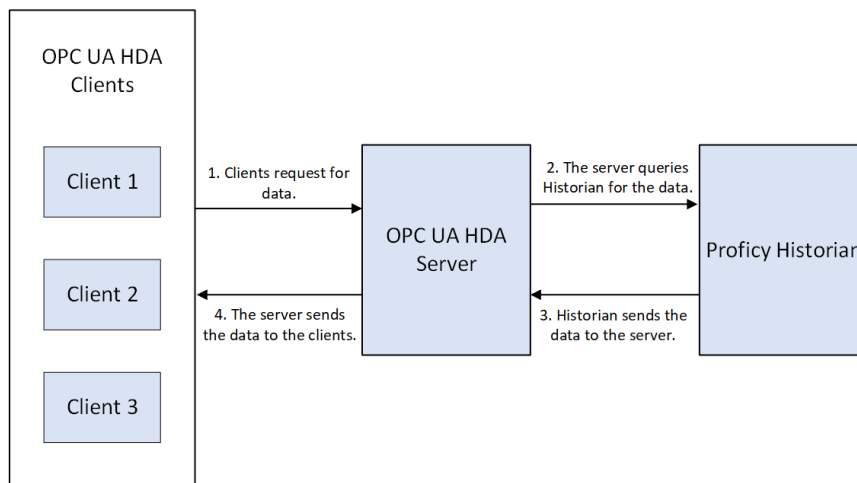 OPC UA HDA
Clients
Client 1
Client 2
Client 3
1. Clients request for
data.
4. The server sends
the data to the clients.
OPC UA HDA
Server
2. The server queries
Historian for the data.
3. Historian sends the
data to the server.
Proficy Historian